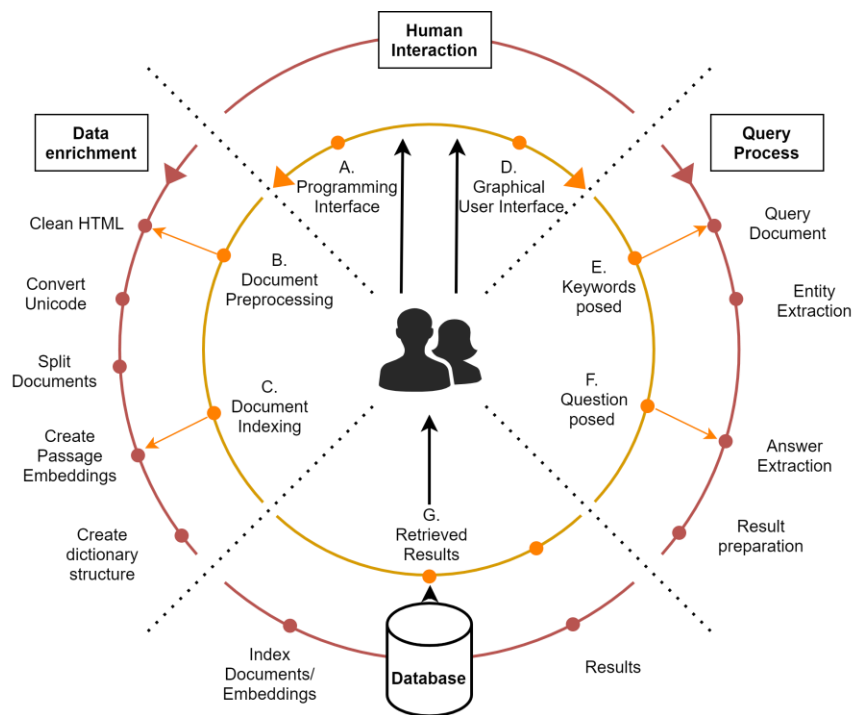 Human
Interaction
Data
enrichment
Query
Process
A.
Programming
Interface
D.
Graphical
User Interface
Clean HTML
B.
Document
Preprocessing
Convert
Unicode
Split
Documents
C.
Document
Indexing
Create
Passage
Embeddings
Create
dictionary
structure
Query
Document
E.
Keywords
posed
Entity
Extraction
F.
Question
posed
Answer
Extraction
Result
preparation
G.
Retrieved
Results
Index
Documents/
Embeddings
Database
Results